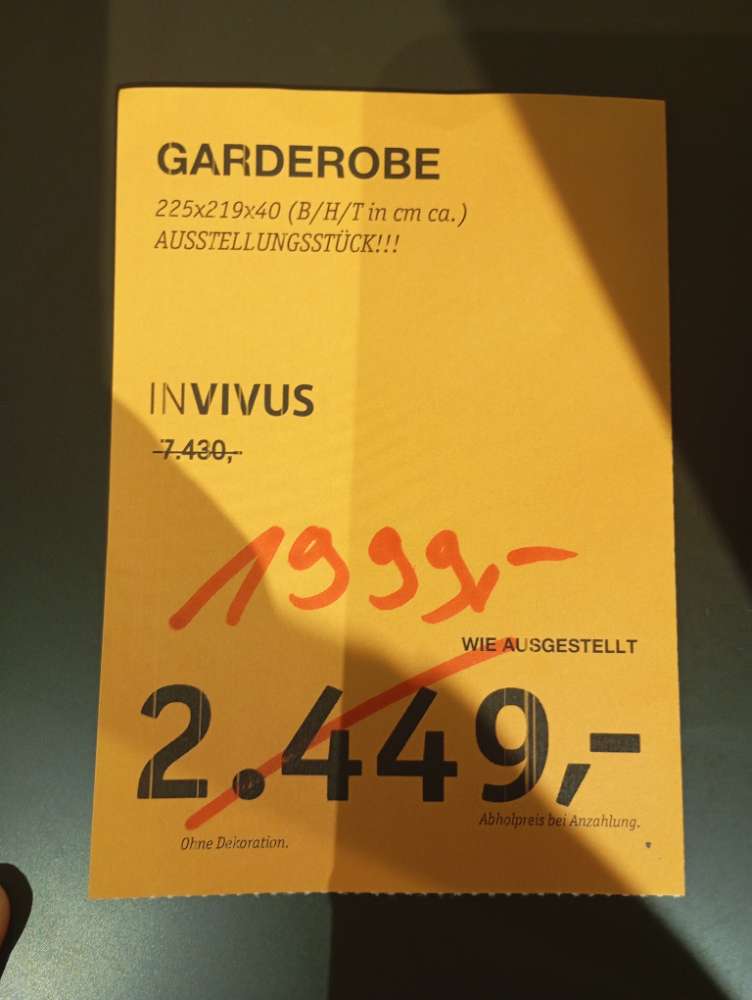 GARDEROBE
225x219x40 (B/H/T in cm ca.)
AUSSTELLUNGSSTÜCK!!!
INVIVUS
7.430,-
1999,-
WIE AUSGESTELLT
2.449,-
Abholpreis bei Anzahlung.
Ohne Dekoration.